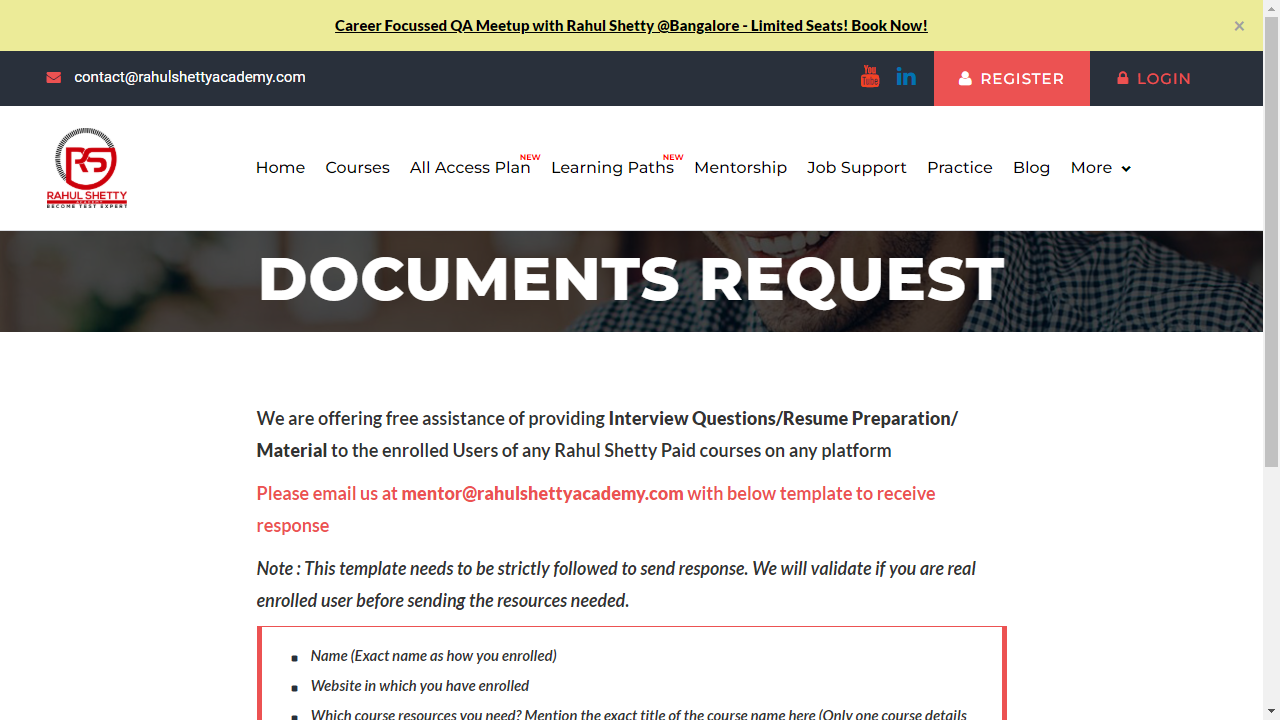 Career Focussed QA Meetup with Rahul Shetty @Bangalore - Limited Seats! Book Now!
×
contact@rahulshettyacademy.com
You Tube
in
REGISTER
LOGIN
RS
RAHUL SHETTY
ACADEMY
BECOME TEST EXPERT
Home
Courses
All Access Plan NEW
Learning Paths NEW
Mentorship
Job Support
Practice
Blog
More
DOCUMENTS REQUEST
We are offering free assistance of providing Interview Questions/Resume Preparation/
Material to the enrolled Users of any Rahul Shetty Paid courses on any platform
Please email us at mentor@rahulshettyacademy.com with below template to receive
response
Note : This template needs to be strictly followed to send response. We will validate if you are real
enrolled user before sending the resources needed.
Name (Exact name as how you enrolled)
Website in which you have enrolled
Which course resources you need? Mention the exact title of the course name here (Only one course details